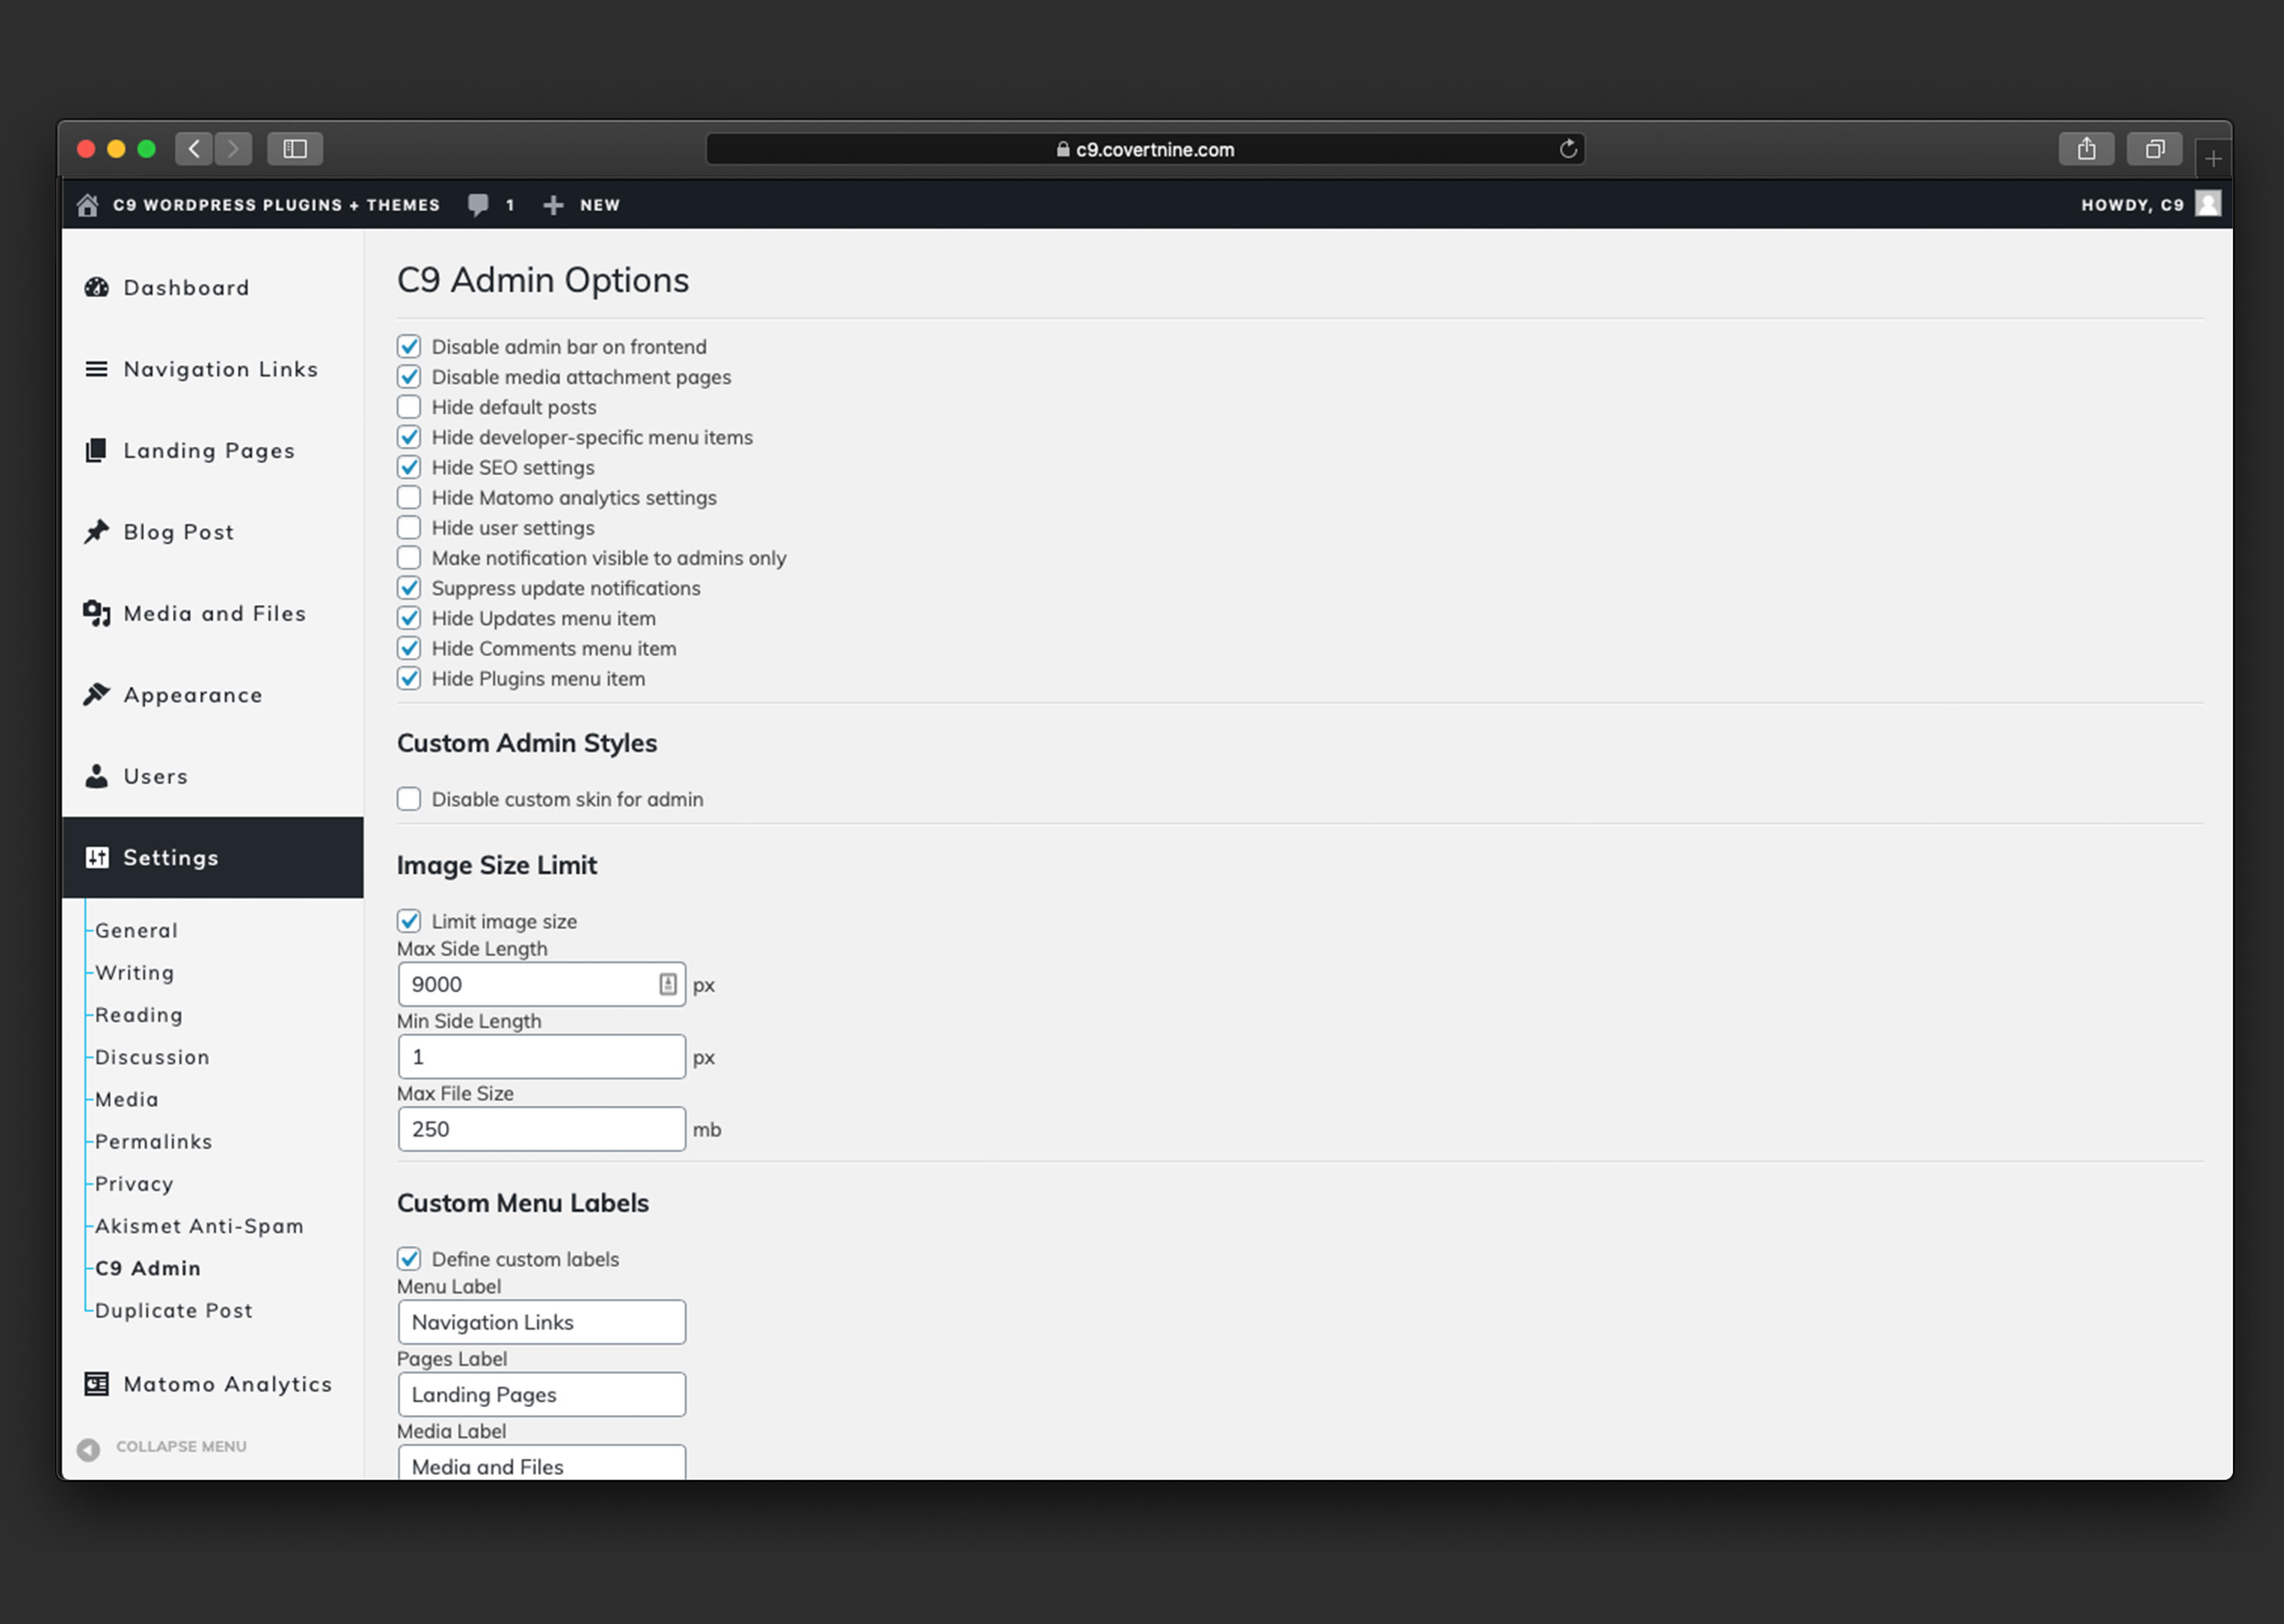 c9.covertnine.com
C9 WORDPRESS PLUGINS + THEMES 1 NEW HOWDY, C9
Dashboard
Navigation Links
Landing Pages
Blog Post
Media and Files
Appearance
Users
Settings
General
Writing
Reading
Discussion
Media
Permalinks
Privacy
Akismet Anti-Spam
C9 Admin
Duplicate Post
Matomo Analytics
COLLAPSE MENU
C9 Admin Options
Disable admin bar on frontend
Disable media attachment pages
Hide default posts
Hide developer-specific menu items
Hide SEO settings
Hide Matomo analytics settings
Hide user settings
Make notification visible to admins only
Suppress update notifications
Hide Updates menu item
Hide Comments menu item
Hide Plugins menu item
Custom Admin Styles
Disable custom skin for admin
Image Size Limit
Limit image size
Max Side Length
9000 px
Min Side Length
1 px
Max File Size
250 mb
Custom Menu Labels
Define custom labels
Menu Label
Navigation Links
Pages Label
Landing Pages
Media Label
Media and Files